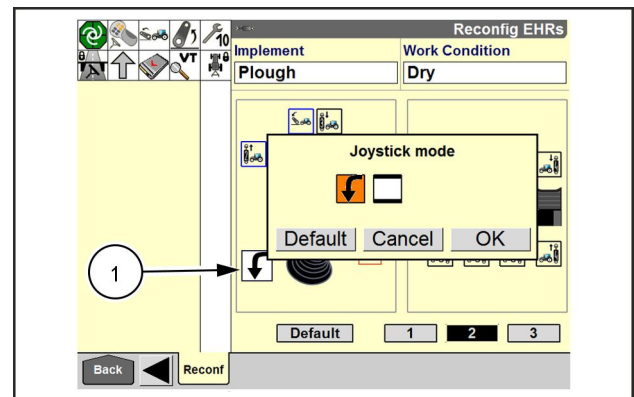 Reconfig EHRs
10
VT
Implement
Work Condition
Plough
Dry
Joystick mode
Default Cancel OK
1
Default 1 2 3
Back Reconf